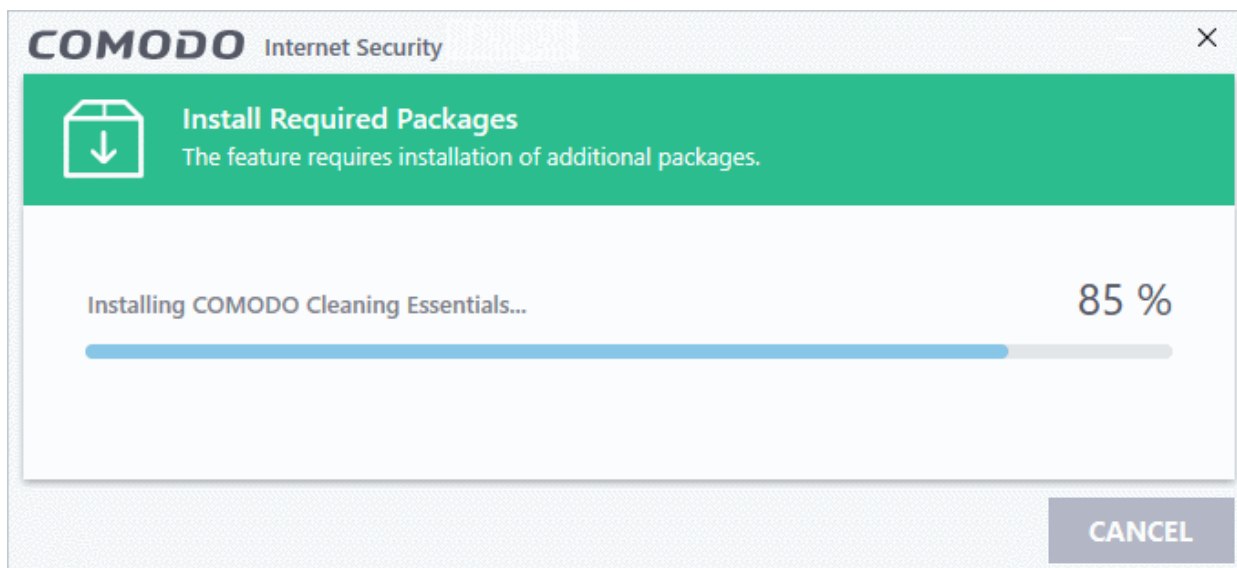 COMODO Internet Security
Install Required Packages
The feature requires installation of additional packages.
Installing COMODO Cleaning Essentials... 85 %
CANCEL